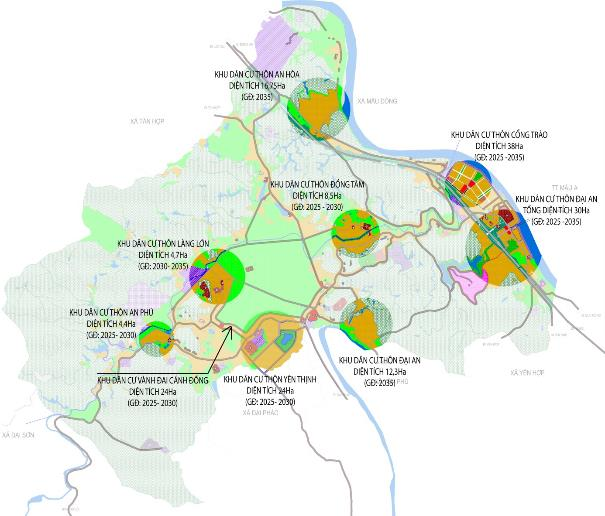 KHU DÂN CƯ THÔN AN HÒA
DIỆN TÍCH 16,75Ha
(GĐ: 2035)
XÃ MẬU ĐÔNG
XÃ TÂN HỢP
KHU DÂN CƯ THÔN CỔNG TRÀO
DIỆN TÍCH 38Ha
(GĐ: 2025 -2035)
KHU DÂN CƯ THÔN ĐỒNG TÂM
DIỆN TÍCH 8,5Ha
(GĐ: 2025 - 2030)
TT MẬU A
KHU DÂN CƯ THÔN ĐẠI AN
TỔNG DIỆN TÍCH 30Ha
(GĐ: 2025 -2035)
KHU DÂN CƯ THÔN LÀNG LỚN
DIỆN TÍCH 4,7Ha
(GĐ: 2030- 2035)
KHU DÂN CƯ THÔN AN PHÚ
DIỆN TÍCH 4,4Ha
(GĐ: 2025- 2030)
KHU DÂN CƯ THÔN ĐẠI AN
DIỆN TÍCH 12,3Ha
(GĐ:2035)
PHÚ
XÃ YÊN HỢP
KHU DÂN CƯ VÀNH ĐAI CÁNH ĐỒNG
DIỆN TÍCH 24Ha
(GĐ: 2025- 2030)
KHU DÂN CƯ THÔN YÊN THỊNH
DIỆN TÍCH 24Ha
(GĐ: 2025- 2030)
XÃ ĐẠI PHÁC
XÃ ĐẠI SƠN